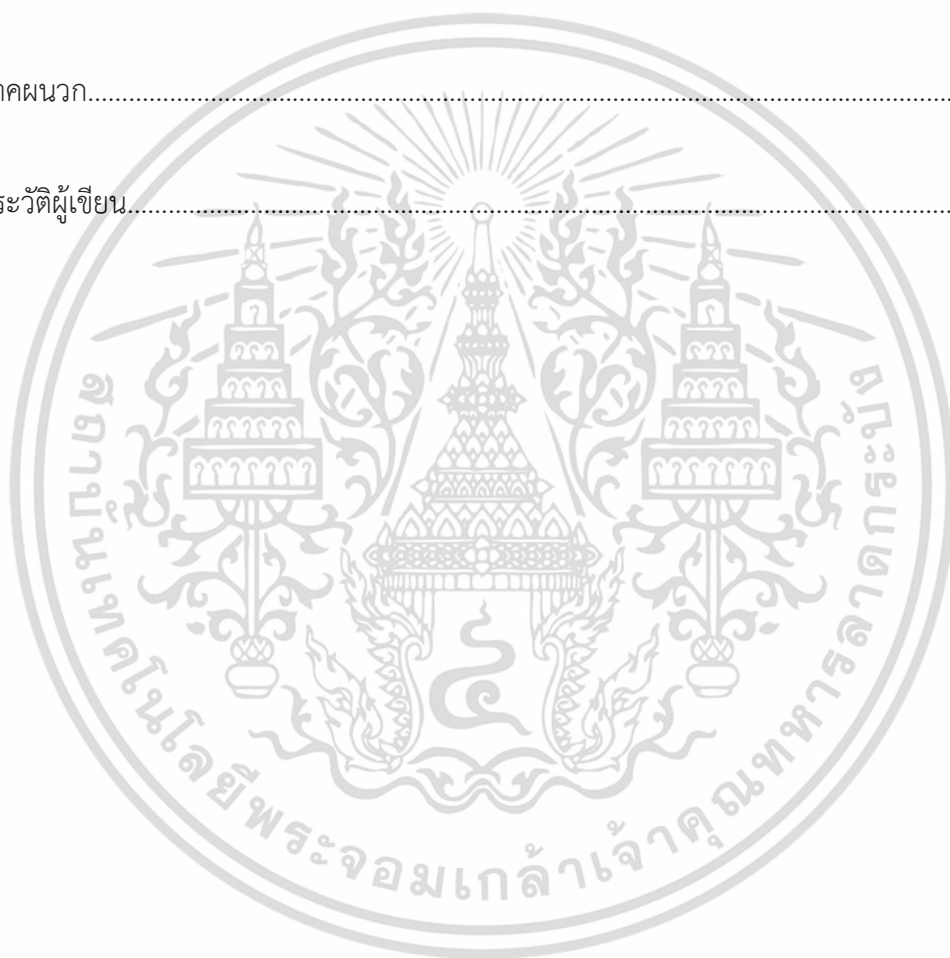 าคผนวก..........................................................................................................................................
ระวัติผู้เขียน..................................................................................................................................
๔
สถาบันเทคโนโลยีพระจอมเกล้าเจ้าคุณทหารลาดกระบัง